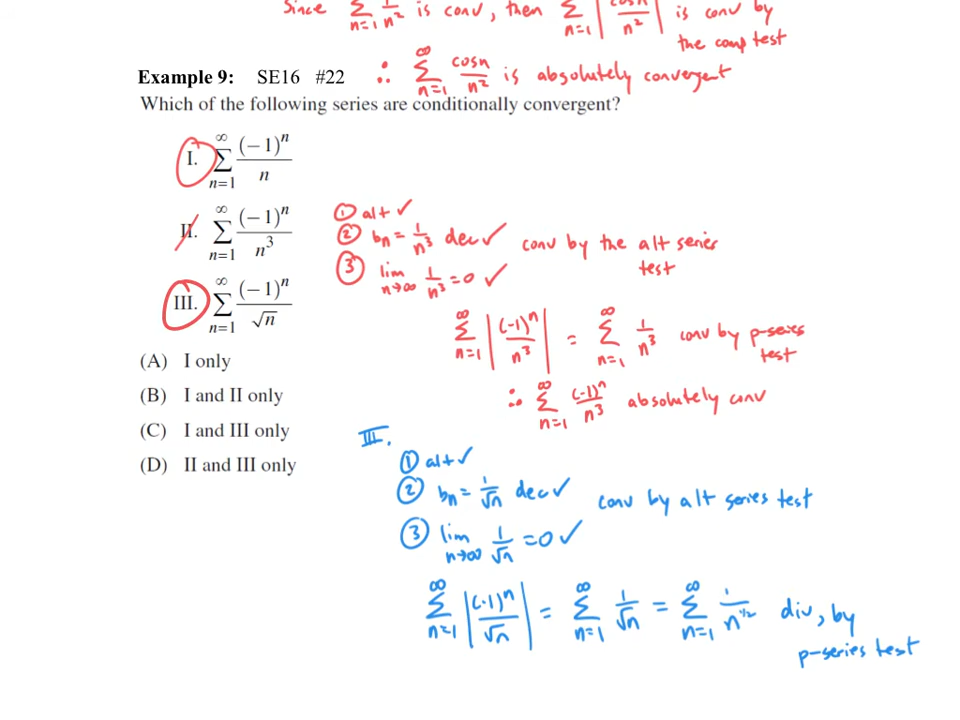 Since ∞∑n=1 1/n² is conv, then ∞∑n=1 |cosn/n²| is conv by
the comp test
Example 9: SE16 #22 ∴ ∞∑n=1 cosn/n² is absolutely convergent
Which of the following series are conditionally convergent?
I. ∞∑n=1 (−1)ⁿ/n
① alt ✓
II. ∞∑n=1 (−1)ⁿ/n³
② bn = 1/n³ dec ✓ conv by the alt series
test
③ lim n→∞ 1/n³ = 0 ✓
III. ∞∑n=1 (−1)ⁿ/√n
∞∑n=1 |(-1)ⁿ/n³| = ∞∑n=1 1/n³ conv by p-series
test
∴ ∞∑n=1 (-1)ⁿ/n³ absolutely conv
(A) I only
(B) I and II only
(C) I and III only
(D) II and III only
III.
① alt ✓
② bn = 1/√n dec ✓ conv by alt series test
③ lim n→∞ 1/√n = 0 ✓
∞∑n=1 |(-1)ⁿ/√n| = ∞∑n=1 1/√n = ∞∑n=1 1/n^1/2 div, by
p-series test